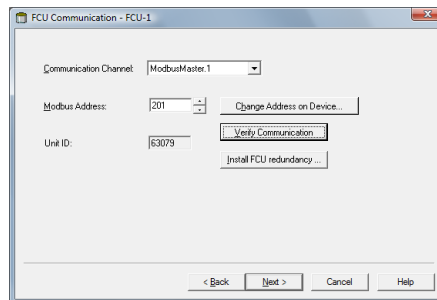 FCU Communication - FCU-1
Communication Channel: ModbusMaster.1
Modbus Address: 201 Change Address on Device...
Verify Communication
Unit ID: 63079
Install FCU redundancy ...
< Back Next > Cancel Help